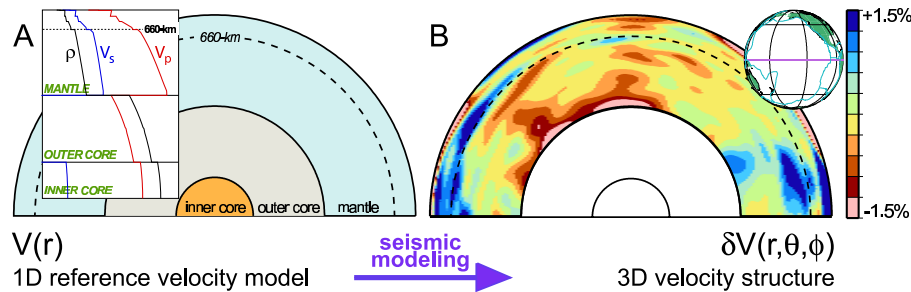 A
660-km
ρ
Vs
Vp
MANTLE
OUTER CORE
INNER CORE
660-km
inner core
outer core
mantle
V(r)
1D reference velocity model
seismic
modeling
B
+1.5%
-1.5%
δV(r,θ,ϕ)
3D velocity structure